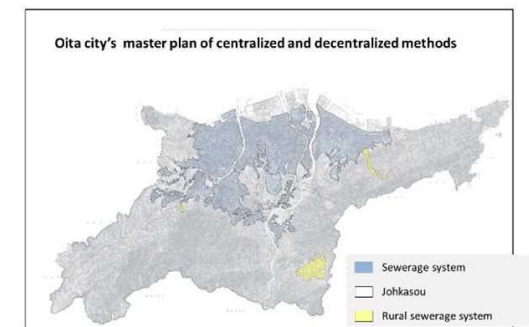 Oita city's master plan of centralized and decentralized methods
Sewerage system
Johkasou
Rural sewerage system